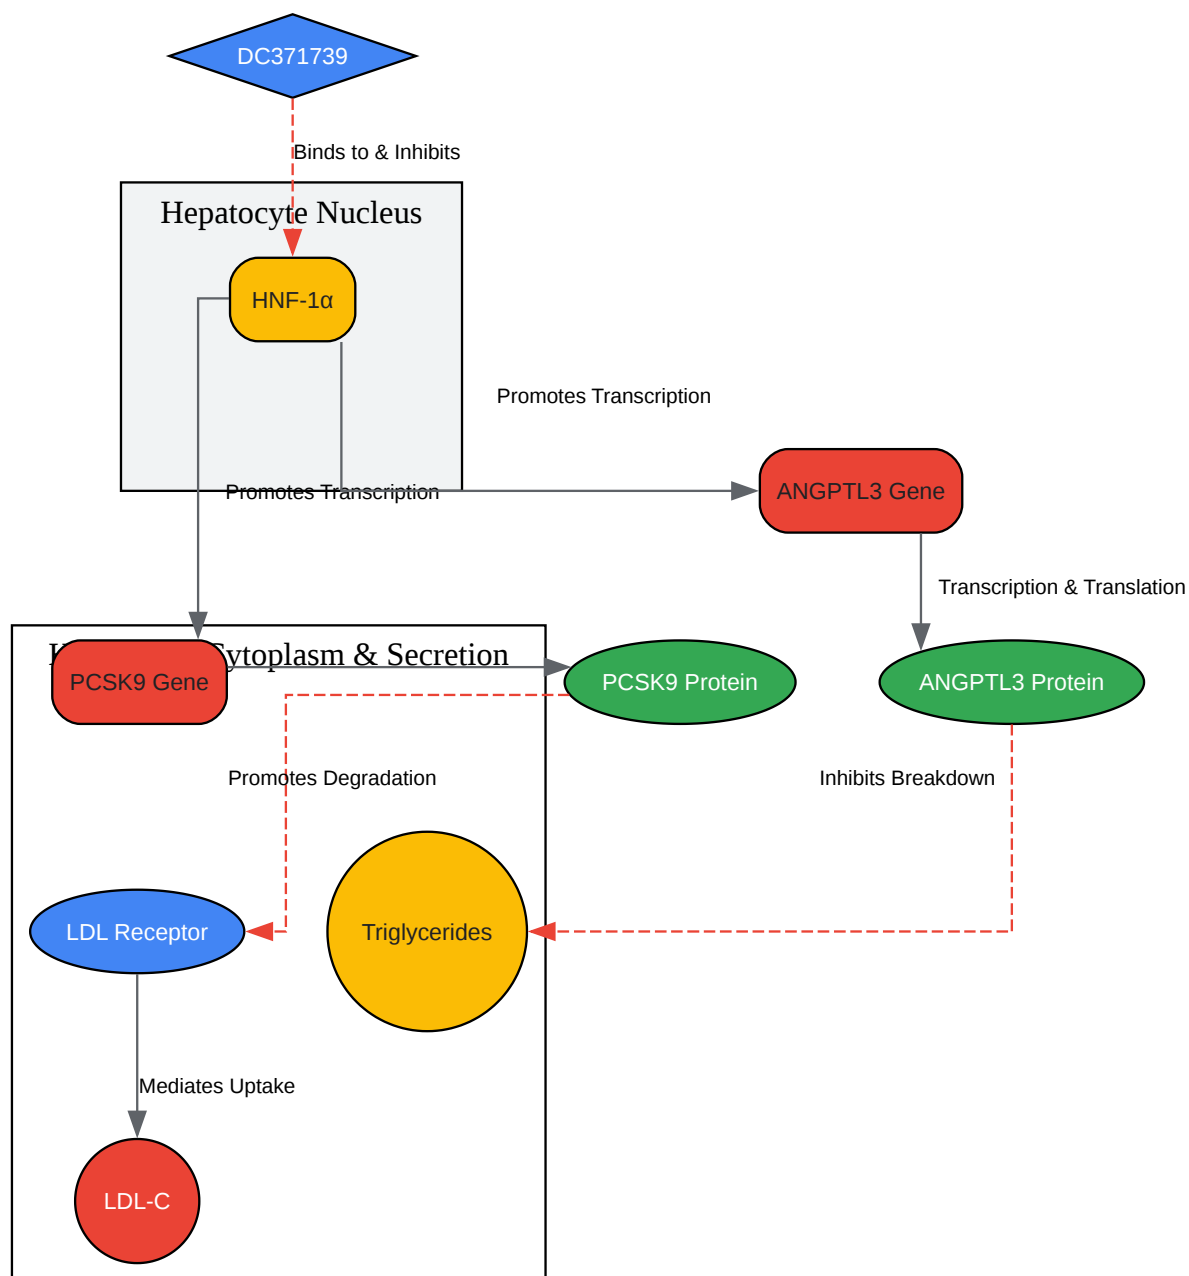 DC371739
Binds to & Inhibits
Hepatocyte Nucleus
HNF-1α
Promotes Transcription
Promotes Transcription
ANGPTL3 Gene
Transcription & Translation
Cytoplasm & Secretion
PCSK9 Gene
PCSK9 Protein
ANGPTL3 Protein
Promotes Degradation
Inhibits Breakdown
LDL Receptor
Triglycerides
Mediates Uptake
LDL-C